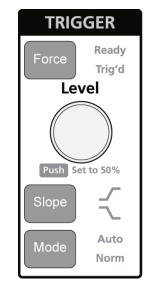 TRIGGER
Force
Ready
Trig'd
Level
Push Set to 50%
Slope
Mode
Auto
Norm